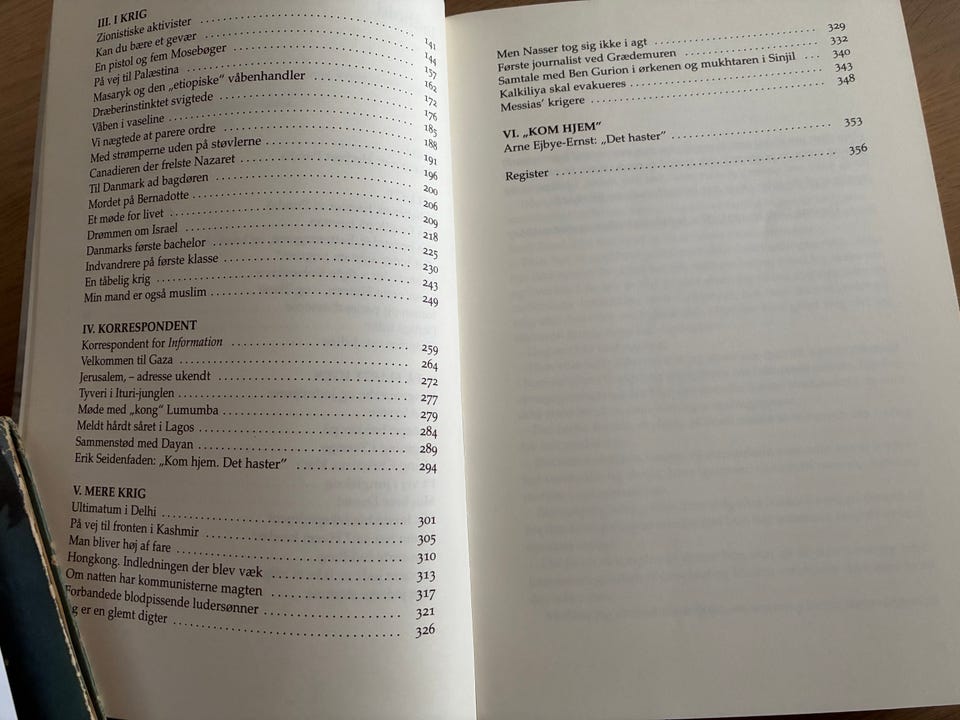 III. I KRIG
Zionistiske aktivister . . . . . 141
Kan du bære et gevær . . . . . 144
En pistol og fem Mosebøger . . . . . 157
På vej til Palæstina . . . . . 162
Masaryk og den „etiopiske” våbenhandler . . . . . 172
Dræberinstinktet svigtede . . . . . 176
Våben i vaseline . . . . . 185
Vi nægtede at parere ordre . . . . . 188
Med strømperne uden på støvlerne . . . . . 191
Canadieren der frelste Nazaret . . . . . 196
Til Danmark ad bagdøren . . . . . 200
Mordet på Bernadotte . . . . . 206
Et møde for livet . . . . . 209
Drømmen om Israel . . . . . 218
Danmarks første bachelor . . . . . 225
Indvandrere på første klasse . . . . . 230
En tåbelig krig . . . . . 243
Min mand er også muslim . . . . . 249
IV. KORRESPONDENT
Korrespondent for Information . . . . . 259
Velkommen til Gaza . . . . . 264
Jerusalem, – adresse ukendt . . . . . 272
Tyveri i Ituri-junglen . . . . . 277
Møde med „kong” Lumumba . . . . . 279
Meldt hårdt såret i Lagos . . . . . 284
Sammenstød med Dayan . . . . . 289
Erik Seidenfaden: „Kom hjem. Det haster” . . . . . 294
V. MERE KRIG
Ultimatum i Delhi . . . . . 301
På vej til fronten i Kashmir . . . . . 305
Man bliver høj af fare . . . . . 310
Hongkong. Indledningen der blev væk . . . . . 313
Om natten har kommunisterne magten . . . . . 317
Forbandede blodpissende ludersønner . . . . . 321
g er en glemt digter . . . . . 326
Men Nasser tog sig ikke i agt . . . . . 329
Første journalist ved Grædemuren . . . . . 332
Samtale med Ben Gurion i ørkenen og mukhtaren i Sinjil . . . 340
Kalkiliya skal evakueres . . . . . 343
Messias’ krigere . . . . . 348
VI. „KOM HJEM”
Arne Ejbye-Ernst: „Det haster” . . . . . 353
Register . . . . . 356